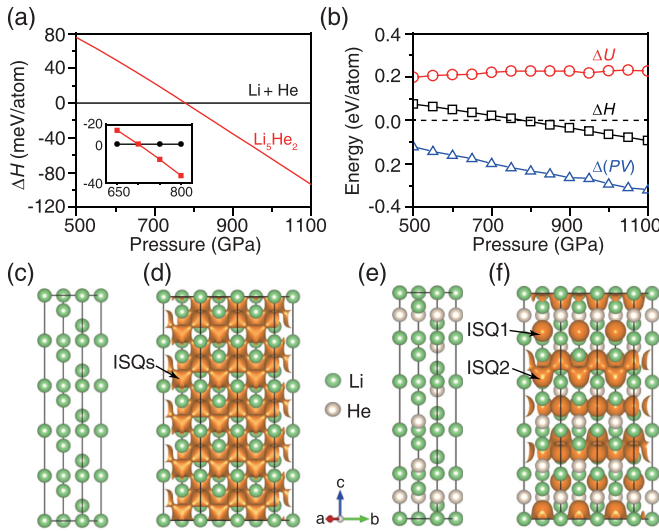 (a)
80
40
0
-40
-80
-120
ΔH (meV/atom)
Li + He
Li5He2
-20
0
-40
650 800
500 700 900 1100
Pressure (GPa)
(b)
0.4
0.2
0.0
0.2
-0.4
Energy (eV/atom)
ΔU
ΔH
Δ(PV)
500 700 900 1100
Pressure (GPa)
(c)
(d)
ISQs
(e)
(f)
ISQ1
ISQ2
Li
He
c
a b